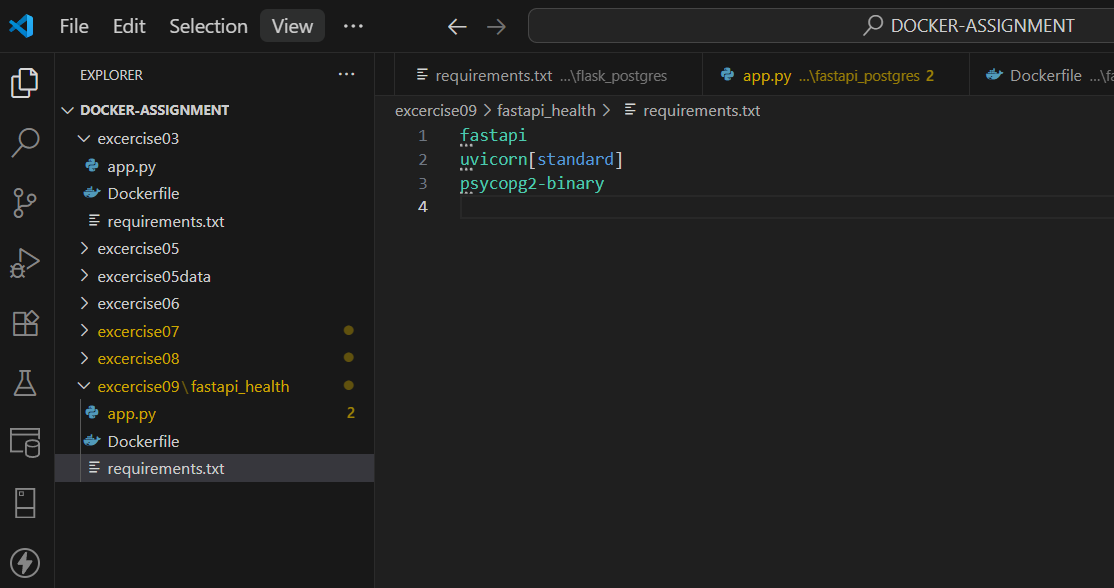 File Edit Selection View ··· DOCKER-ASSIGNMENT
EXPLORER ···
DOCKER-ASSIGNMENT
excercise03
app.py
Dockerfile
requirements.txt
excercise05
excercise05data
excercise06
excercise07
excercise08
excercise09\fastapi_health
app.py 2
Dockerfile
requirements.txt
requirements.txt ...\flask_postgres app.py ...\fastapi_postgres 2 Dockerfile ...\fa
excercise09 > fastapi_health > requirements.txt
1 fastapi
2 uvicorn[standard]
3 psycopg2-binary
4